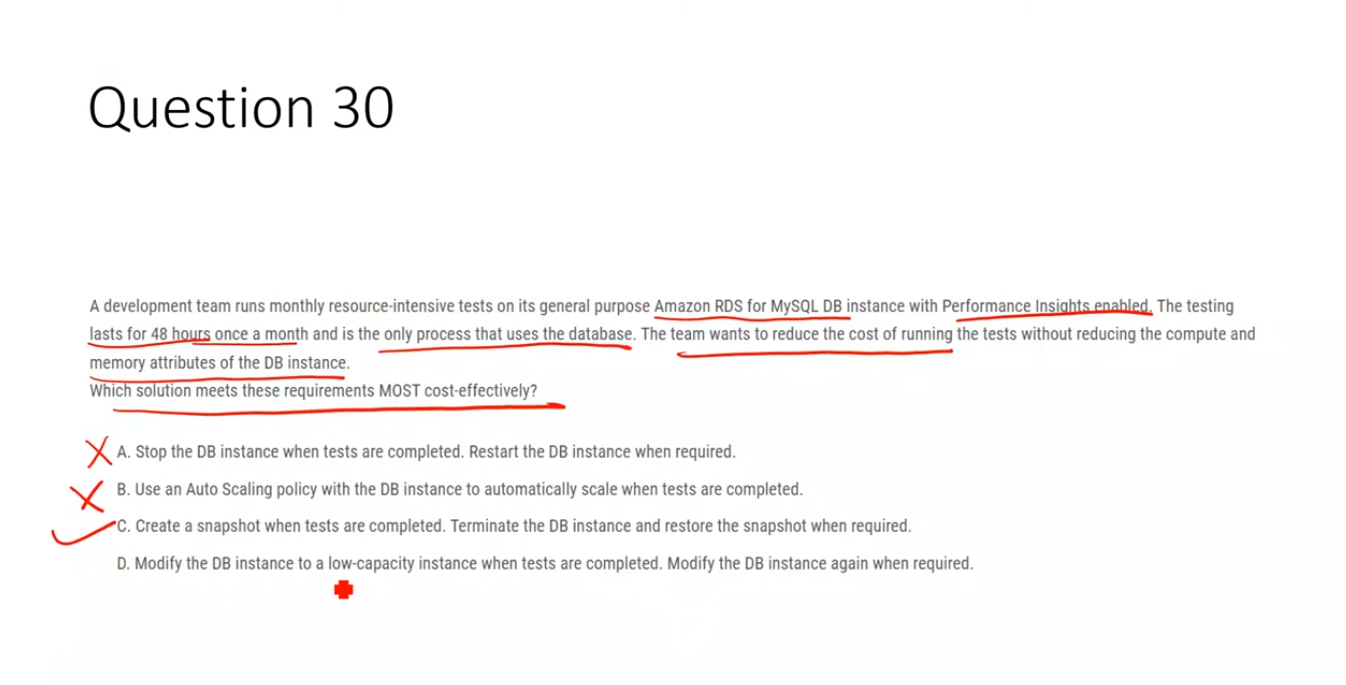 Question 30
A development team runs monthly resource-intensive tests on its general purpose Amazon RDS for MySQL DB instance with Performance Insights enabled. The testing
lasts for 48 hours once a month and is the only process that uses the database. The team wants to reduce the cost of running the tests without reducing the compute and
memory attributes of the DB instance.
Which solution meets these requirements MOST cost-effectively?
A. Stop the DB instance when tests are completed. Restart the DB instance when required.
B. Use an Auto Scaling policy with the DB instance to automatically scale when tests are completed.
C. Create a snapshot when tests are completed. Terminate the DB instance and restore the snapshot when required.
D. Modify the DB instance to a low-capacity instance when tests are completed. Modify the DB instance again when required.